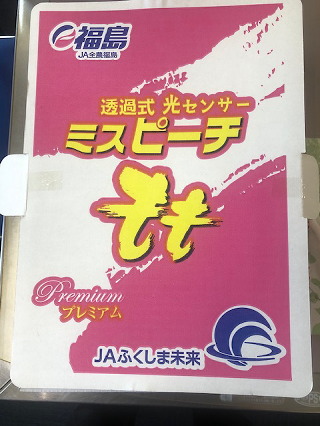 福島
JA全農福島
透過式 光センサー
ミスピーチ
もも
Premium
プレミアム
JAふくしま未来